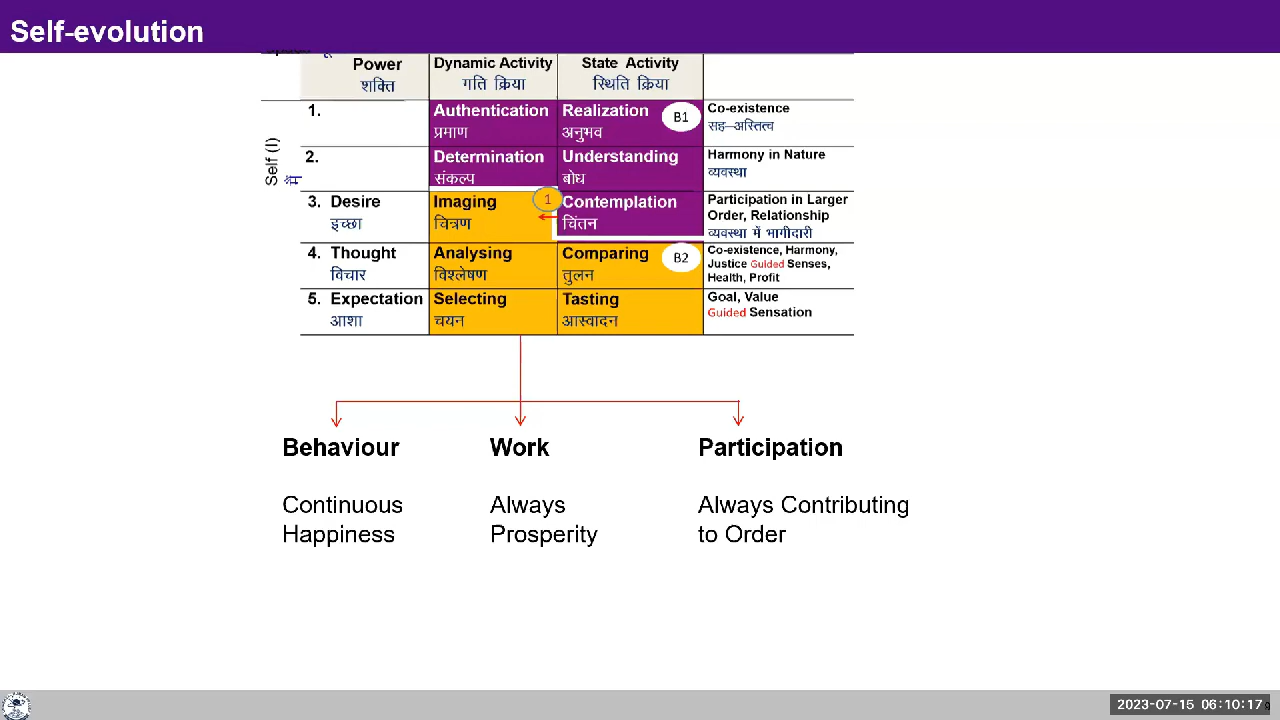 Self-evolution
Power
शक्ति
Dynamic Activity
गति क्रिया
State Activity
स्थिति क्रिया
Self (I)
मैं
1.
Authentication
प्रमाण
Realization
अनुभव
B1
Co-existence
सह–अस्तित्व
2.
Determination
संकल्प
Understanding
बोध
Harmony in Nature
व्यवस्था
3. Desire
इच्छा
Imaging
चित्रण
1
Contemplation
चिंतन
Participation in Larger
Order, Relationship
व्यवस्था में भागीदारी
4. Thought
विचार
Analysing
विश्लेषण
Comparing
तुलन
B2
Co-existence, Harmony,
Justice Guided Senses,
Health, Profit
5. Expectation
आशा
Selecting
चयन
Tasting
आस्वादन
Goal, Value
Guided Sensation
Behaviour
Work
Participation
Continuous
Happiness
Always
Prosperity
Always Contributing
to Order
2023-07-15 06:10:17